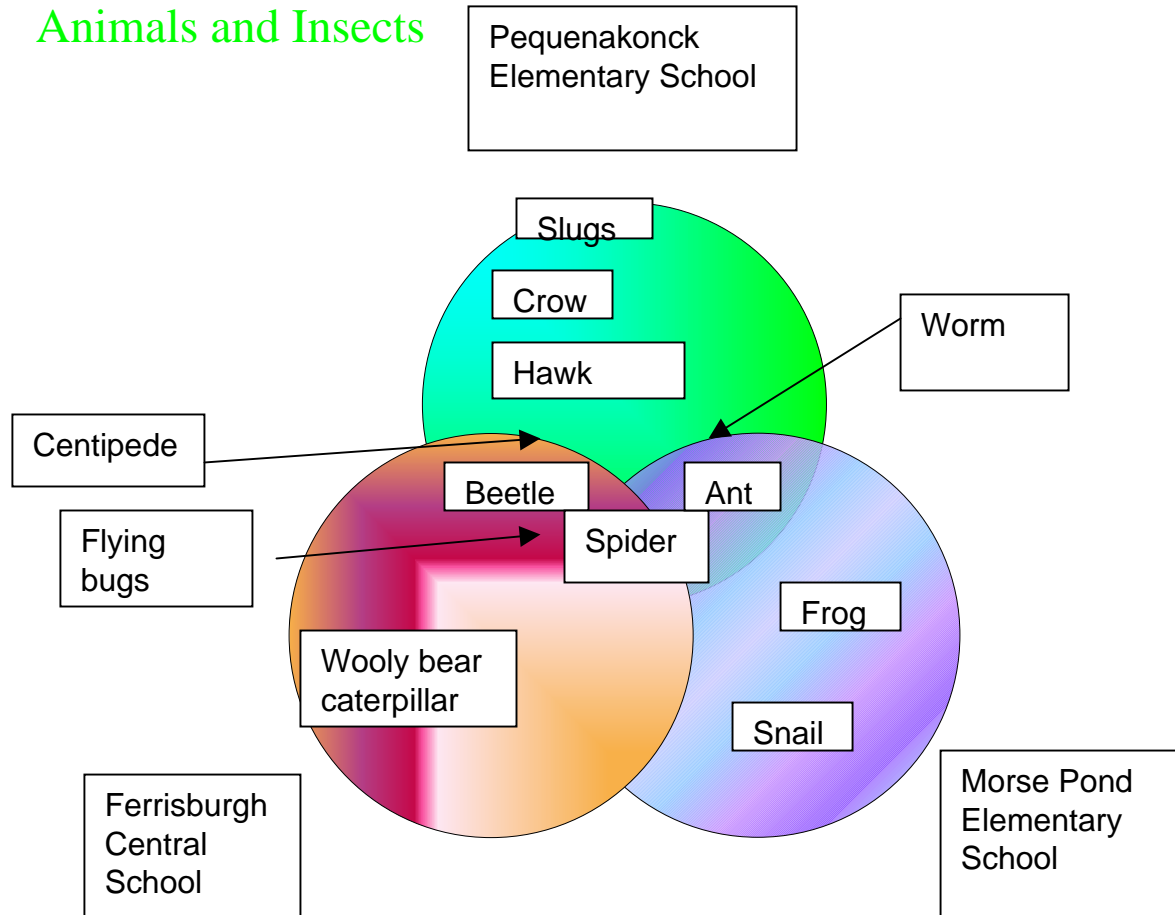 Animals and Insects
Pequenakonck
Elementary School
Slugs
Crow
Hawk
Worm
Centipede
Beetle
Ant
Flying
bugs
Spider
Frog
Wooly bear
caterpillar
Snail
Ferrisburgh
Central
School
Morse Pond
Elementary
School